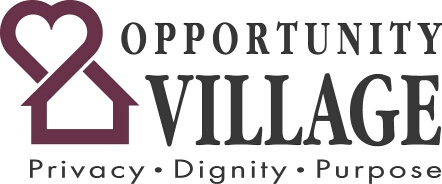 OPPORTUNITY
VILLAGE
Privacy • Dignity • Purpose